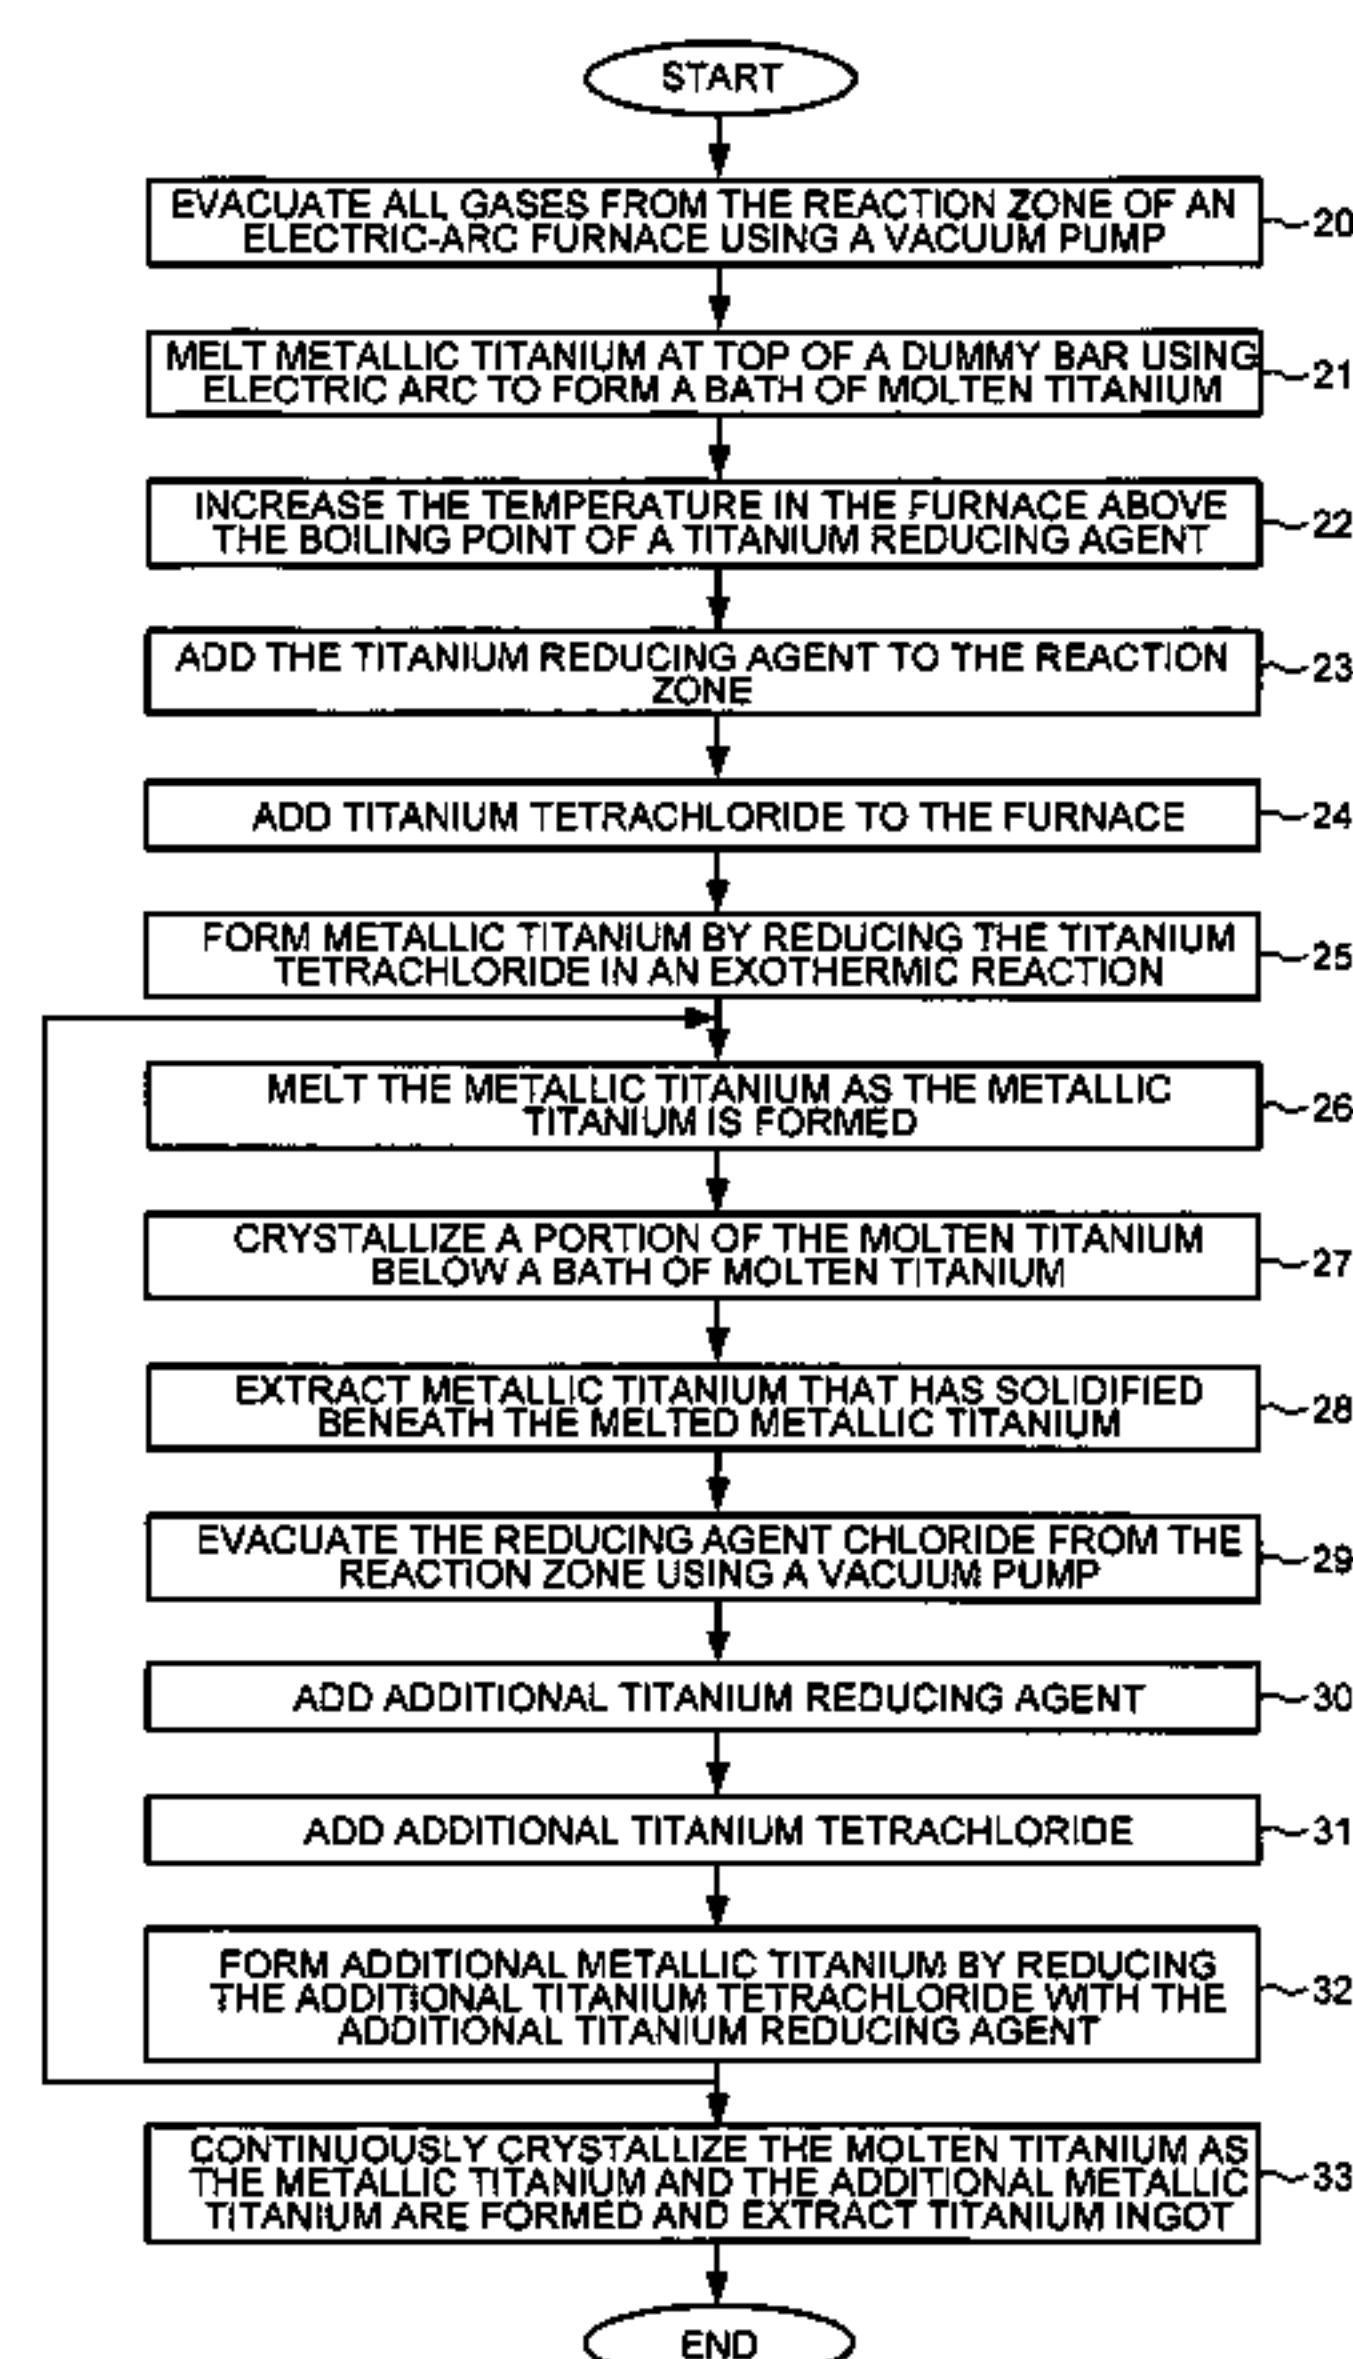 START
EVACUATE ALL GASES FROM THE REACTION ZONE OF AN
ELECTRIC-ARC FURNACE USING A VACUUM PUMP
20
MELT METALLIC TITANIUM AT TOP OF A DUMMY BAR USING
ELECTRIC ARC TO FORM A BATH OF MOLTEN TITANIUM
21
INCREASE THE TEMPERATURE IN THE FURNACE ABOVE
THE BOILING POINT OF A TITANIUM REDUCING AGENT
22
ADD THE TITANIUM REDUCING AGENT TO THE REACTION
ZONE
23
ADD TITANIUM TETRACHLORIDE TO THE FURNACE
24
FORM METALLIC TITANIUM BY REDUCING THE TITANIUM
TETRACHLORIDE IN AN EXOTHERMIC REACTION
25
MELT THE METALLIC TITANIUM AS THE METALLIC
TITANIUM IS FORMED
26
CRYSTALLIZE A PORTION OF THE MOLTEN TITANIUM
BELOW A BATH OF MOLTEN TITANIUM
27
EXTRACT METALLIC TITANIUM THAT HAS SOLIDIFIED
BENEATH THE MELTED METALLIC TITANIUM
28
EVACUATE THE REDUCING AGENT CHLORIDE FROM THE
REACTION ZONE USING A VACUUM PUMP
29
ADD ADDITIONAL TITANIUM REDUCING AGENT
30
ADD ADDITIONAL TITANIUM TETRACHLORIDE
31
FORM ADDITIONAL METALLIC TITANIUM BY REDUCING
THE ADDITIONAL TITANIUM TETRACHLORIDE WITH THE
ADDITIONAL TITANIUM REDUCING AGENT
32
CONTINUOUSLY CRYSTALLIZE THE MOLTEN TITANIUM AS
THE METALLIC TITANIUM AND THE ADDITIONAL METALLIC
TITANIUM ARE FORMED AND EXTRACT TITANIUM INGOT
33
END